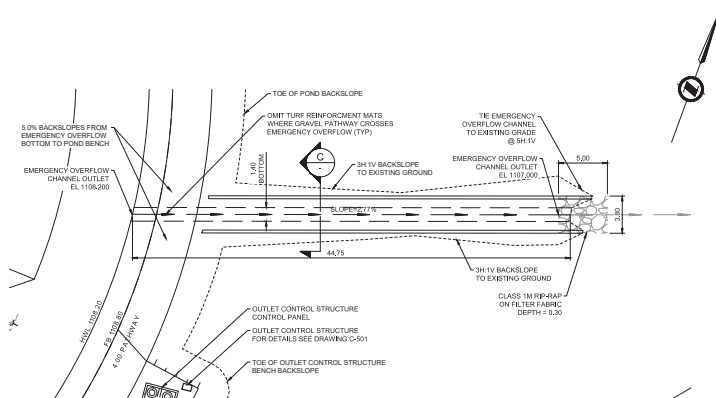 TOE OF POND BACKSLOPE
OMIT TURF REINFORCEMENT MATS
WHERE GRAVEL PATHWAY CROSSES
EMERGENCY OVERFLOW (TYP)
TIE EMERGENCY
OVERFLOW CHANNEL
TO EXISTING GRADE
@ 5H:1V
5.0% BACKSLOPES FROM
EMERGENCY OVERFLOW
BOTTOM TO POND BENCH
EMERGENCY OVERFLOW
CHANNEL OUTLET
EL 1108.200
1.40
BOTTOM
C
-
3H:1V BACKSLOPE
TO EXISTING GROUND
EMERGENCY OVERFLOW
CHANNEL OUTLET
EL 1107.000
5.00
SLOPE=2.77%
3.80
44.75
3H:1V BACKSLOPE
TO EXISTING GROUND
CLASS 1M RIP-RAP
ON FILTER FABRIC
DEPTH = 0.30
HWL 1108.20
FB 1108.80
4.00 PATHWAY
OUTLET CONTROL STRUCTURE
CONTROL PANEL
OUTLET CONTROL STRUCTURE
FOR DETAILS SEE DRAWING C-501
TOE OF OUTLET CONTROL STRUCTURE
BENCH BACKSLOPE